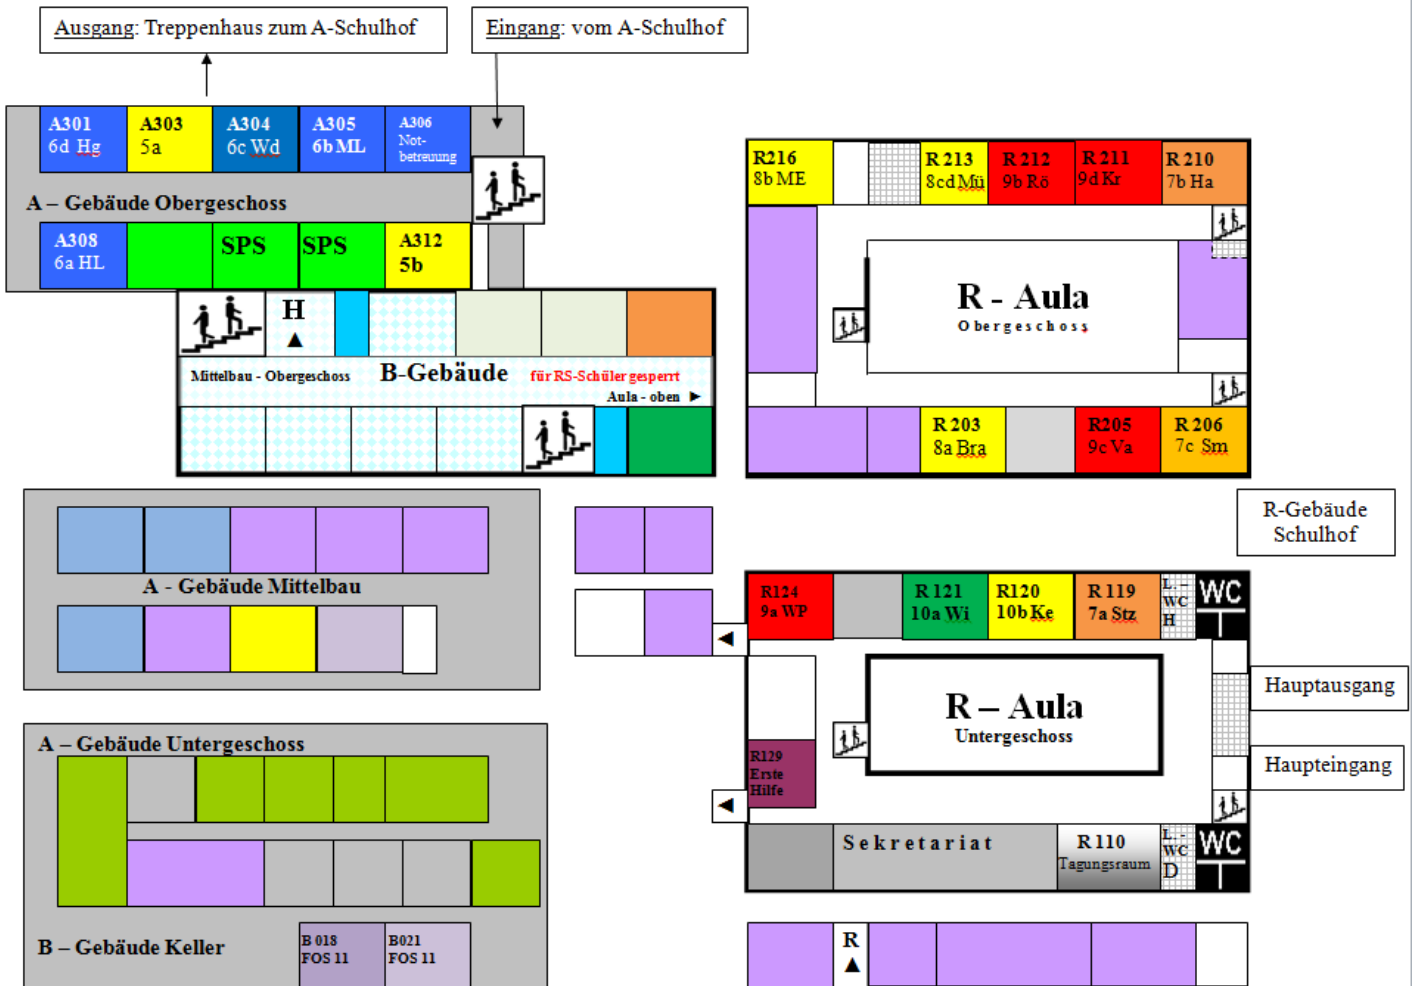 Ausgang: Treppenhaus zum A-Schulhof
Eingang: vom A-Schulhof
A301
6d Hg
A303
5a
A304
6c Wd
A305
6b ML
A306
Not-
betreuung
A – Gebäude Obergeschoss
A308
6a HL
SPS
SPS
A312
5b
H
Mittelbau - Obergeschoss
B-Gebäude
für RS-Schüler gesperrt
Aula - oben
R216
8b ME
R 213
8cd Mü
R 212
9b Rö
R 211
9d Kr
R 210
7b Ha
R - Aula
Obergeschoss
R 203
8a Bra
R205
9c Va
R 206
7c Sm
R-Gebäude
Schulhof
A - Gebäude Mittelbau
R124
9a WP
R 121
10a Wi
R120
10b Ke
R 119
7a Stz
L. –
WC
H
WC
Hauptausgang
R – Aula
Untergeschoss
Haupteingang
R129
Erste
Hilfe
Sekretariat
R 110
Tagungsraum
L. -
WC
D
WC
A – Gebäude Untergeschoss
B – Gebäude Keller
B 018
FOS 11
B021
FOS 11
R